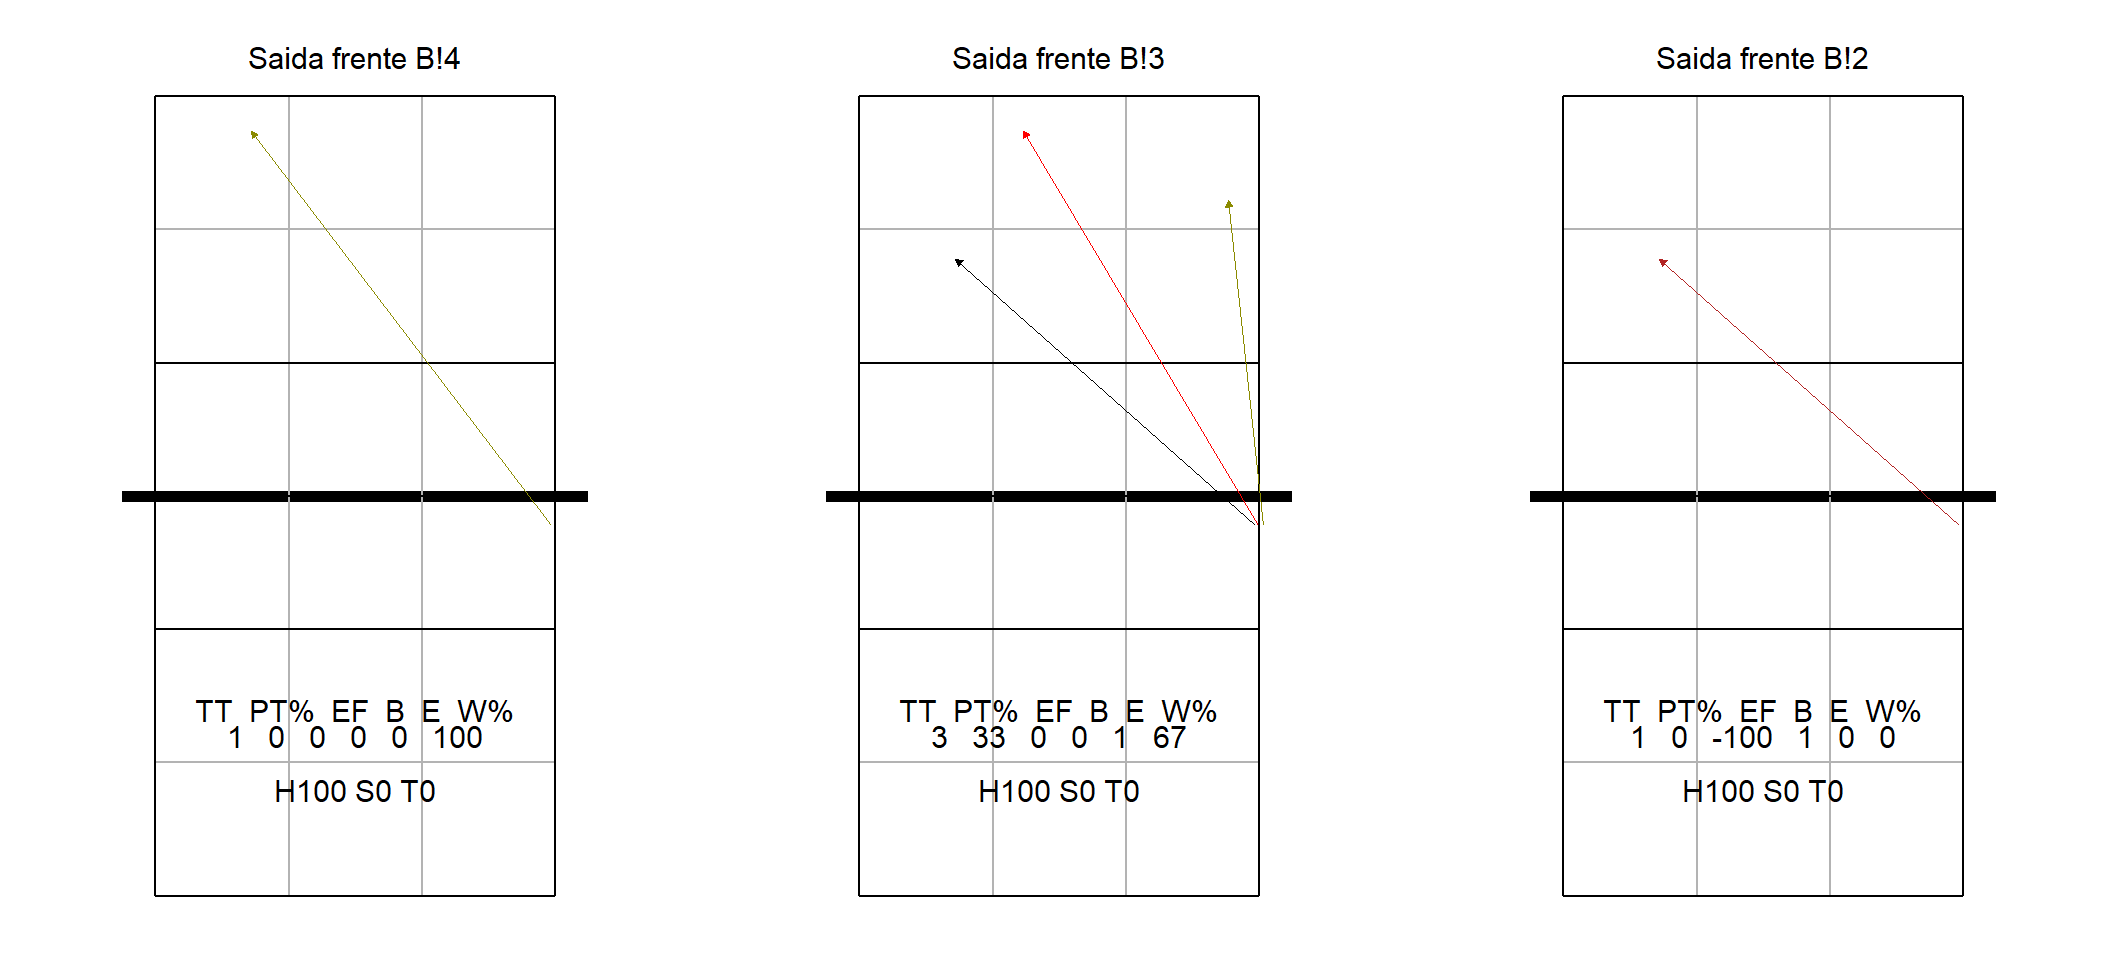 Saida frente B!4
TT PT% EF B E W%
1 0 0 0 0 100
H100 S0 T0
Saida frente B!3
TT PT% EF B E W%
3 33 0 0 1 67
H100 S0 T0
Saida frente B!2
TT PT% EF B E W%
1 0 -100 1 0 0
H100 S0 T0